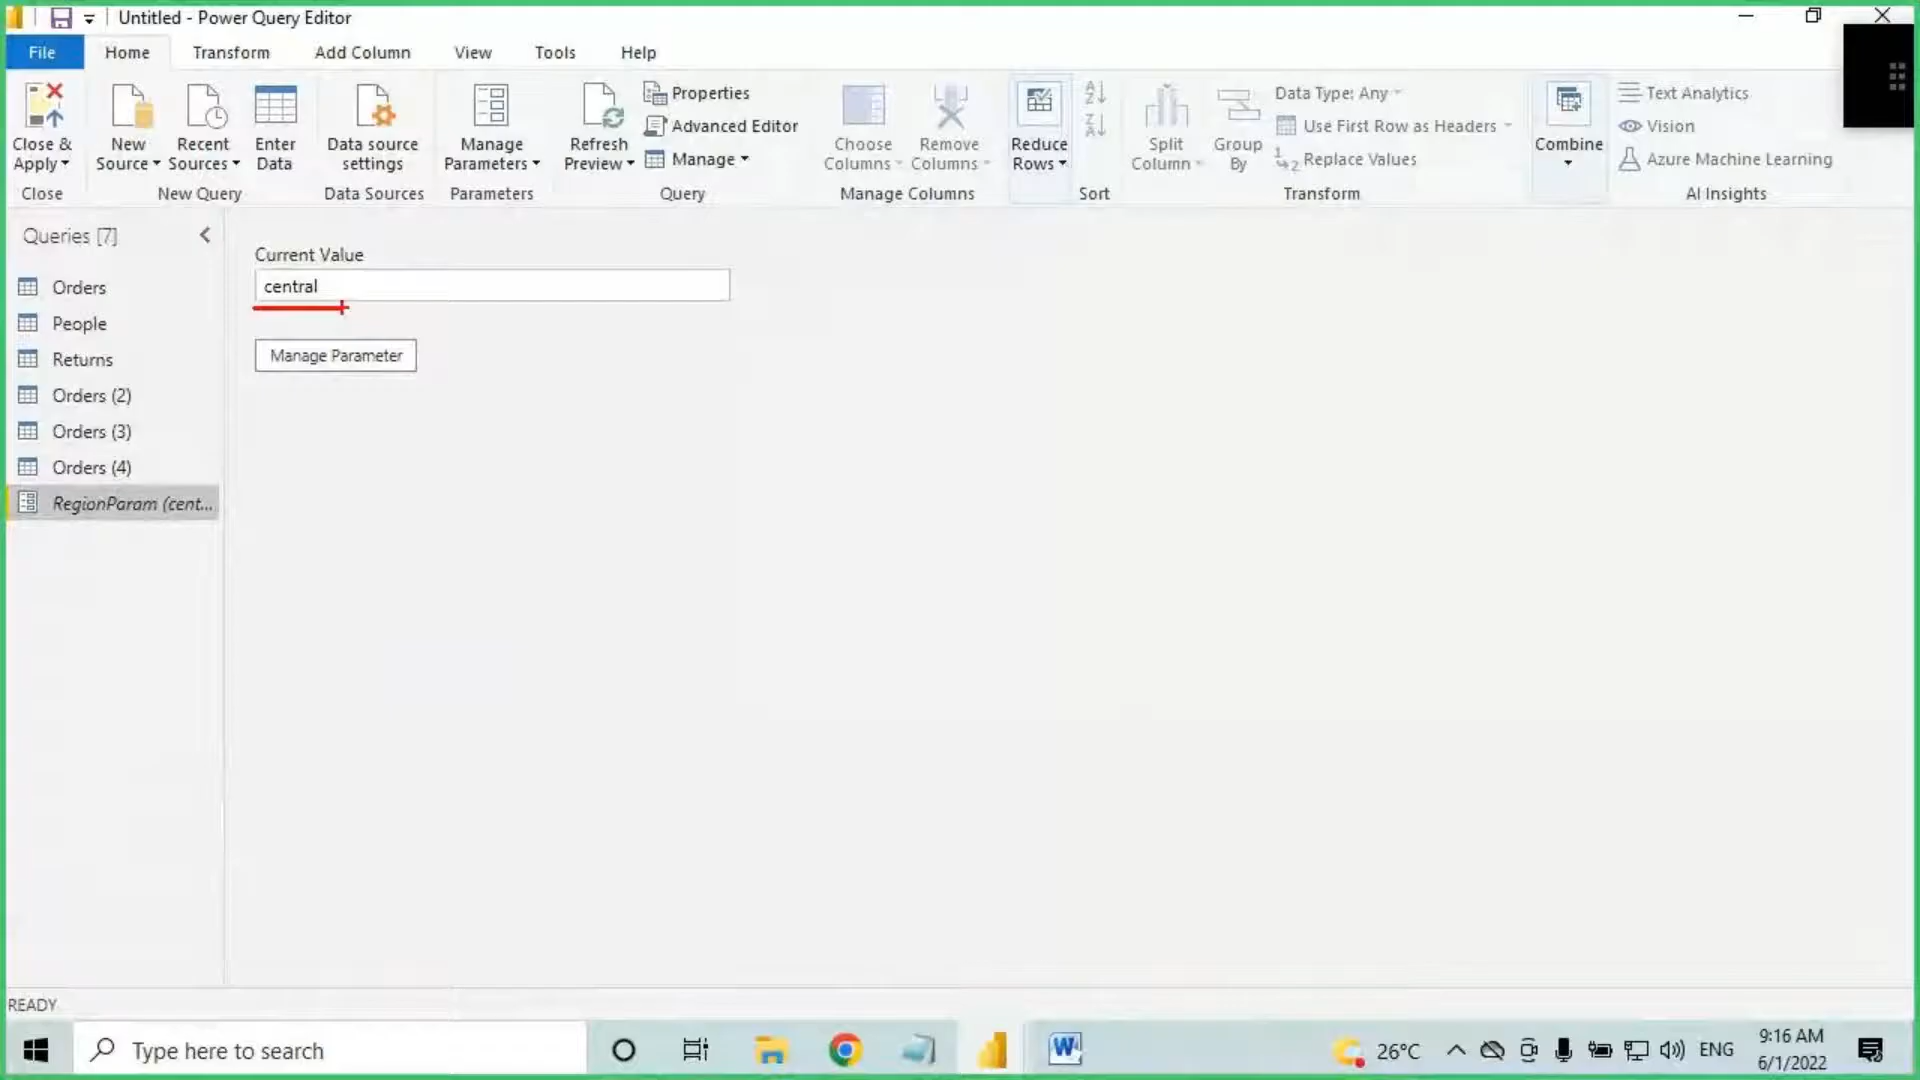 Untitled - Power Query Editor
File Home Transform Add Column View Tools Help
Close & Apply
New Source
Recent Sources
Enter Data
Data source settings
Manage Parameters
Refresh Preview
Properties
Advanced Editor
Manage
Choose Columns
Remove Columns
Reduce Rows
A Z
Z A
Split Column
Group By
Data Type: Any
Use First Row as Headers
1 2 Replace Values
Combine
Text Analytics
Vision
Azure Machine Learning
Close New Query Data Sources Parameters Query Manage Columns Sort Transform AI Insights
Queries [7]
Orders
People
Returns
Orders (2)
Orders (3)
Orders (4)
RegionParam (cent...
Current Value
central
Manage Parameter
READY
Type here to search
W
26°C
ENG
9:16 AM
6/1/2022